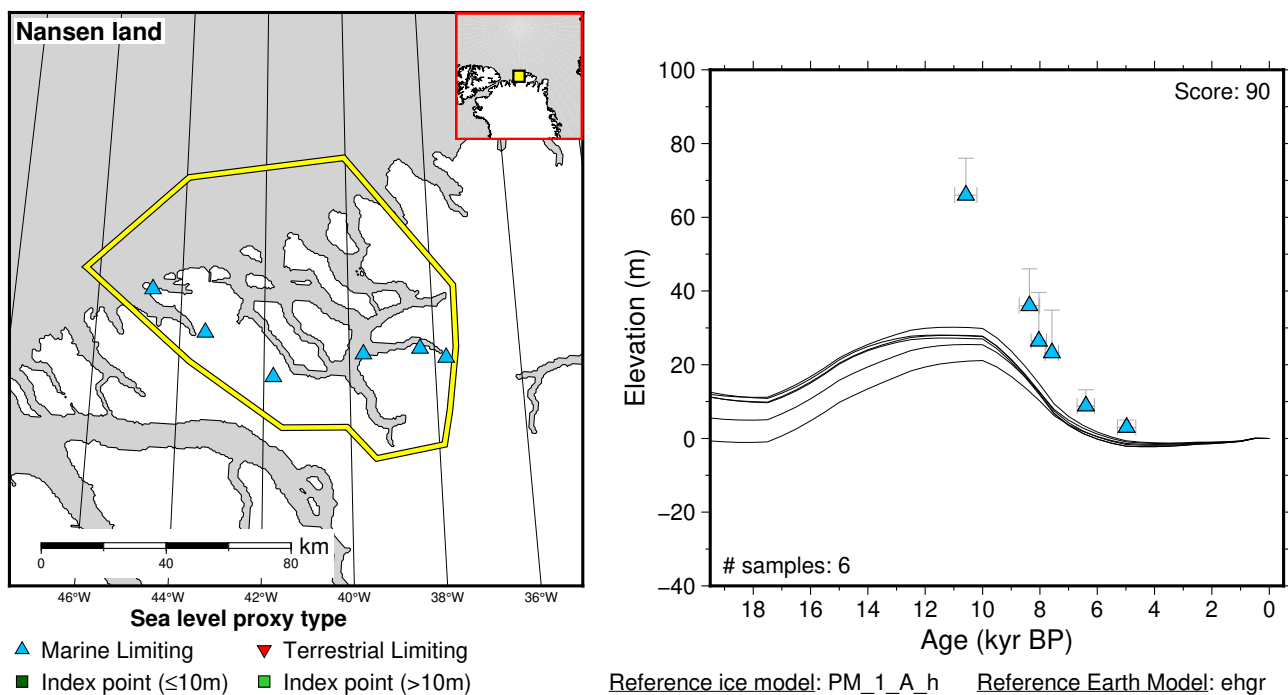 Nansen land
km
0 40 80
46°W 44°W 42°W 40°W 38°W 36°W
Sea level proxy type
Marine Limiting
Terrestrial Limiting
Index point (≤10m)
Index point (>10m)
Score: 90
Elevation (m)
100
80
60
40
20
0
−20
−40
# samples: 6
18 16 14 12 10 8 6 4 2 0
Age (kyr BP)
Reference ice model: PM_1_A_h
Reference Earth Model: ehgr